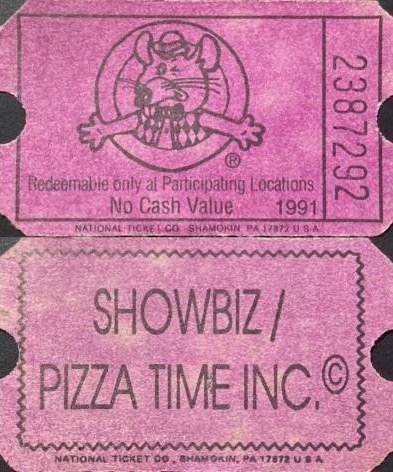 ®
Redeemable only at Participating Locations
No Cash Value 1991
2387292
NATIONAL TICKET CO SHAMOKIN, PA 17872 U S A
SHOWBIZ /
PIZZA TIME INC.©
NATIONAL TICKET CO , SHAMOKIN, PA 17872 U S A